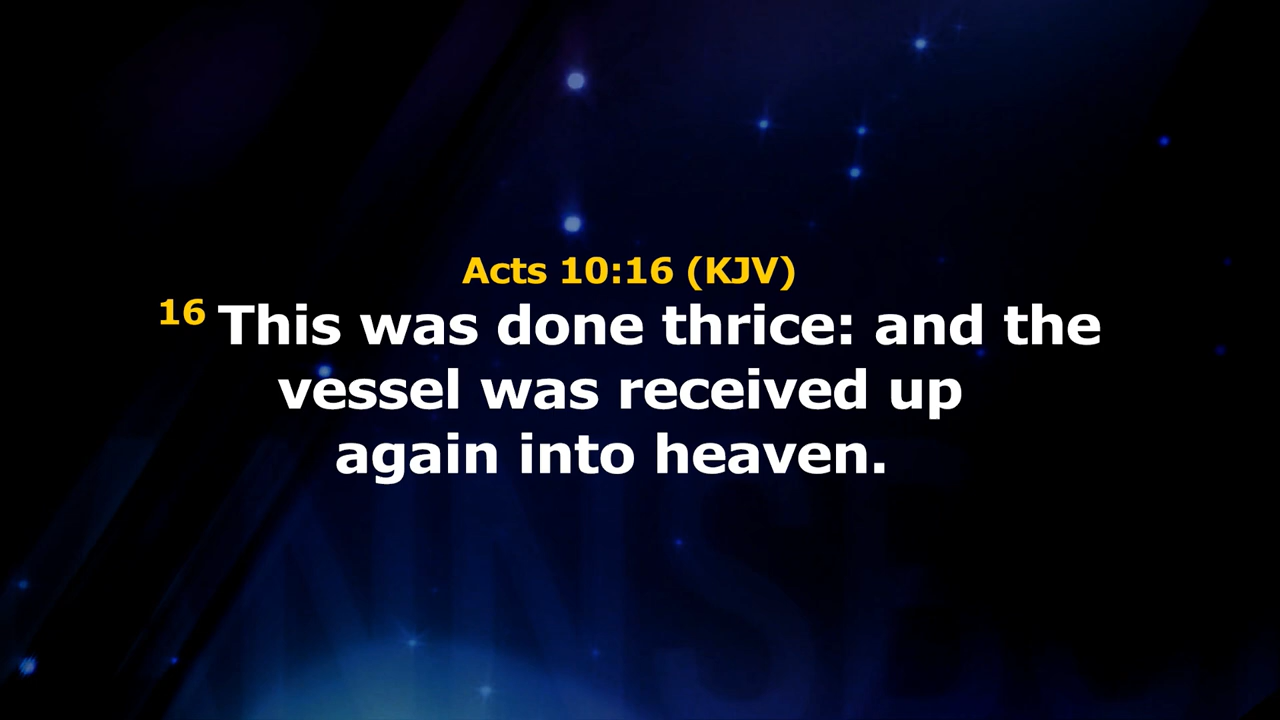 Acts 10:16 (KJV)
16 This was done thrice: and the
vessel was received up
again into heaven.